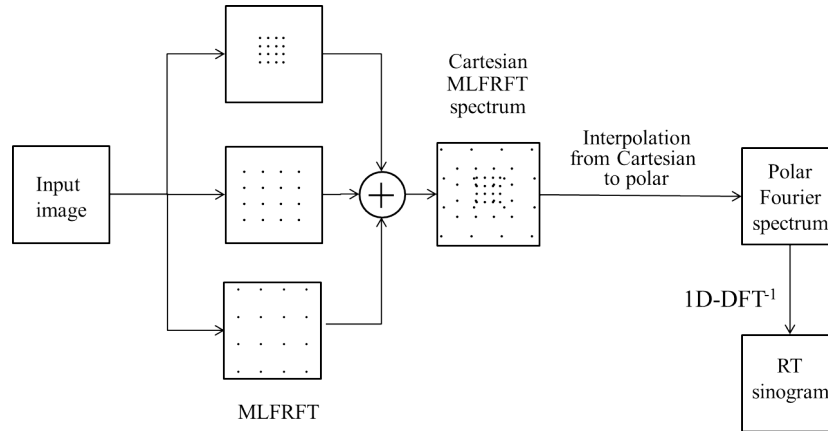 Input
image
MLFRFT
Cartesian
MLFRFT
spectrum
Interpolation
from Cartesian
to polar
Polar
Fourier
spectrum
1D-DFT⁻¹
RT
sinogram